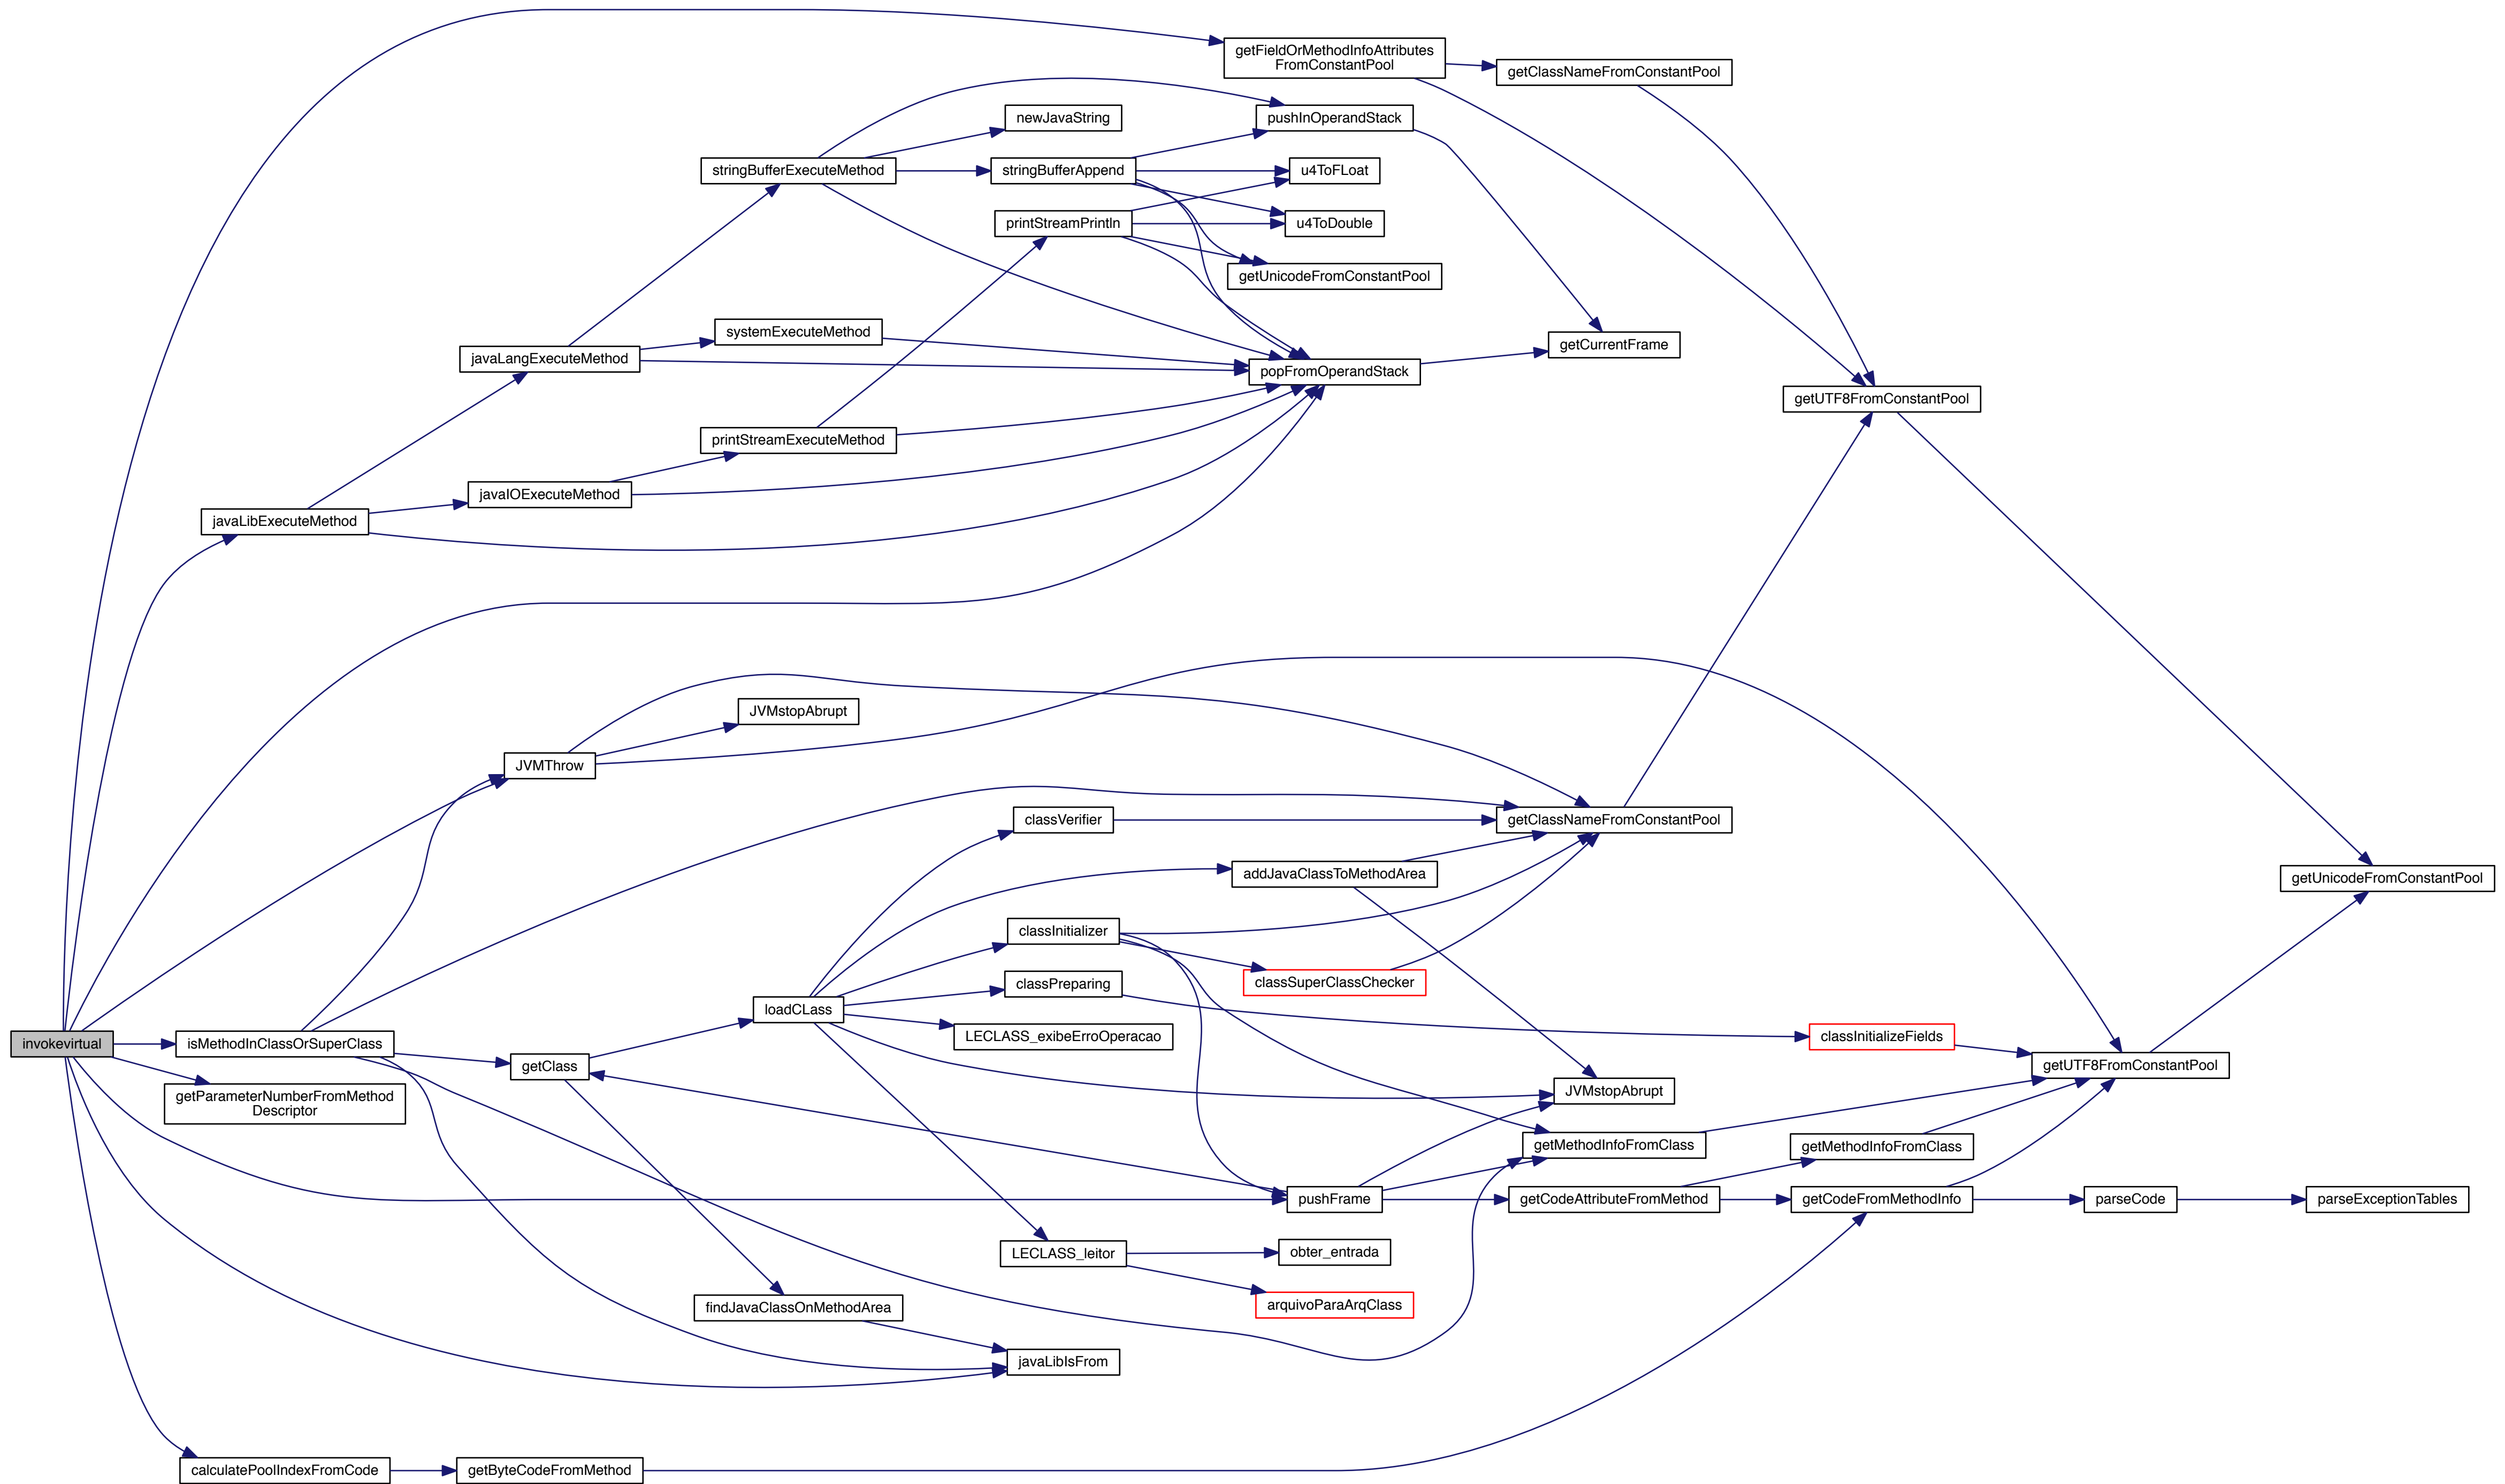 getFieldOrMethodInfoAttributes
FromConstantPool
getClassNameFromConstantPool
newJavaString
pushInOperandStack
stringBufferExecuteMethod
stringBufferAppend
u4ToFLoat
printStreamPrintln
u4ToDouble
getUnicodeFromConstantPool
systemExecuteMethod
javaLangExecuteMethod
getCurrentFrame
popFromOperandStack
getUTF8FromConstantPool
printStreamExecuteMethod
javaIOExecuteMethod
javaLibExecuteMethod
JVMstopAbrupt
JVMThrow
classVerifier
getClassNameFromConstantPool
addJavaClassToMethodArea
getUnicodeFromConstantPool
classInitializer
classSuperClassChecker
classPreparing
loadCLass
LECLASS_exibeErroOperacao
classInitializeFields
invokevirtual
isMethodInClassOrSuperClass
getClass
getUTF8FromConstantPool
getParameterNumberFromMethod
Descriptor
JVMstopAbrupt
getMethodInfoFromClass
getMethodInfoFromClass
pushFrame
getCodeAttributeFromMethod
getCodeFromMethodInfo
parseCode
parseExceptionTables
LECLASS_leitor
obter_entrada
findJavaClassOnMethodArea
arquivoParaArqClass
javaLibIsFrom
calculatePoolIndexFromCode
getByteCodeFromMethod